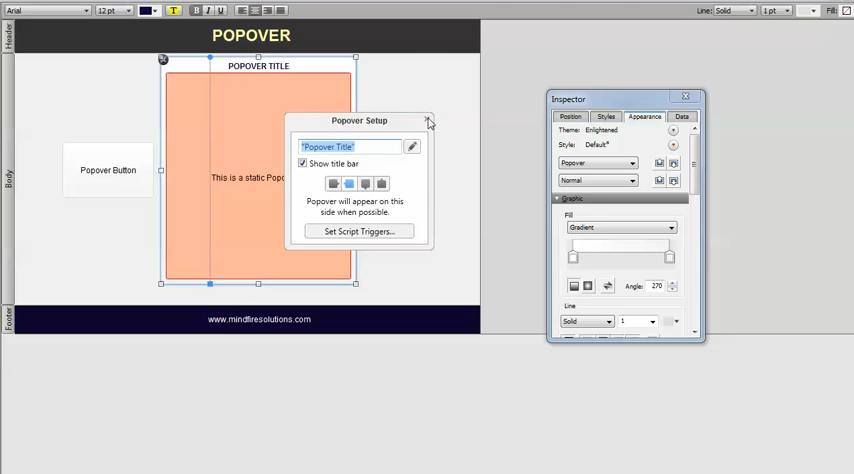 Arial
12 pt
B I U
T
Line:
Solid
1 pt
Fill:
Header
POPOVER
POPOVER TITLE
Body
Popover Button
This is a static Popo
Popover Setup
"Popover Title"
Show title bar
Popover will appear on this
side when possible.
Set Script Triggers...
Inspector
Position
Styles
Appearance
Data
Thema: Enlightened
Style: Default*
Popover
Normal
Graphic
Fill
Gradient
Angle: 270
Line
Solid
1
Footer
www.mindfiresolutions.com